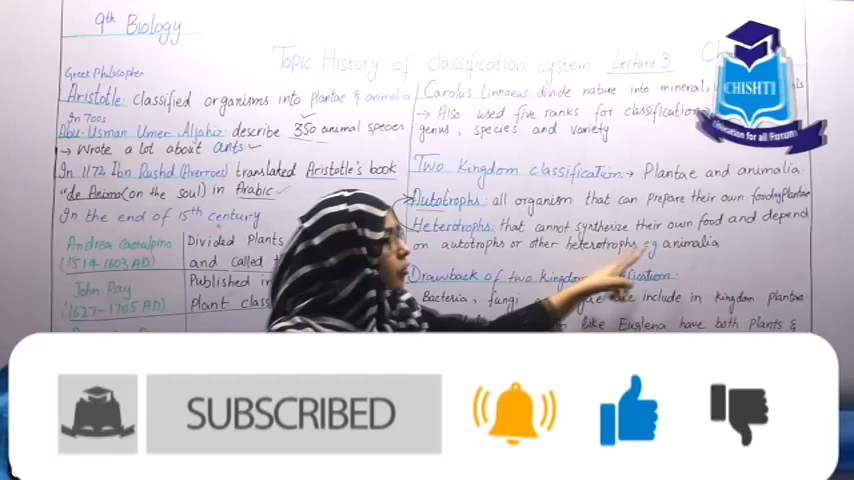 9th Biology
Topic History of classification system Lecture 3 Ch
Greek Philosopher
Aristotle: classified organisms into plantae & animalia
In 700s
Abu-Usman Umer Aljahiz describe 350 animal species
→ Wrote a lot about ants
In 1172 Ibn Rushd (Averroes) translated Aristotle's book
"de Anima (on the soul) in Arabic
In the end of 15th century
Andrea Caesalpino
(1519-1603 AD)
Divided plants
and called
John Ray
(1627-1705 AD)
Published in
Plant class
Carolus Linnaeus divide nature into mineral,
→ Also used five ranks for classification
genus, species and variety
Two Kingdom classification:→ Plantae and animalia
Autotrophs: all organism that can prepare their own food eg plantae
Heterotrophs: that cannot synthesize their own food and depend
on autotrophs or other heterotrophs eg animalia
Drawback of two kingdom
Bacteria, fungi are include in kingdom plantae
like Euglena have both plants &
CHISHTI
Education for all Forum
SUBSCRIBED